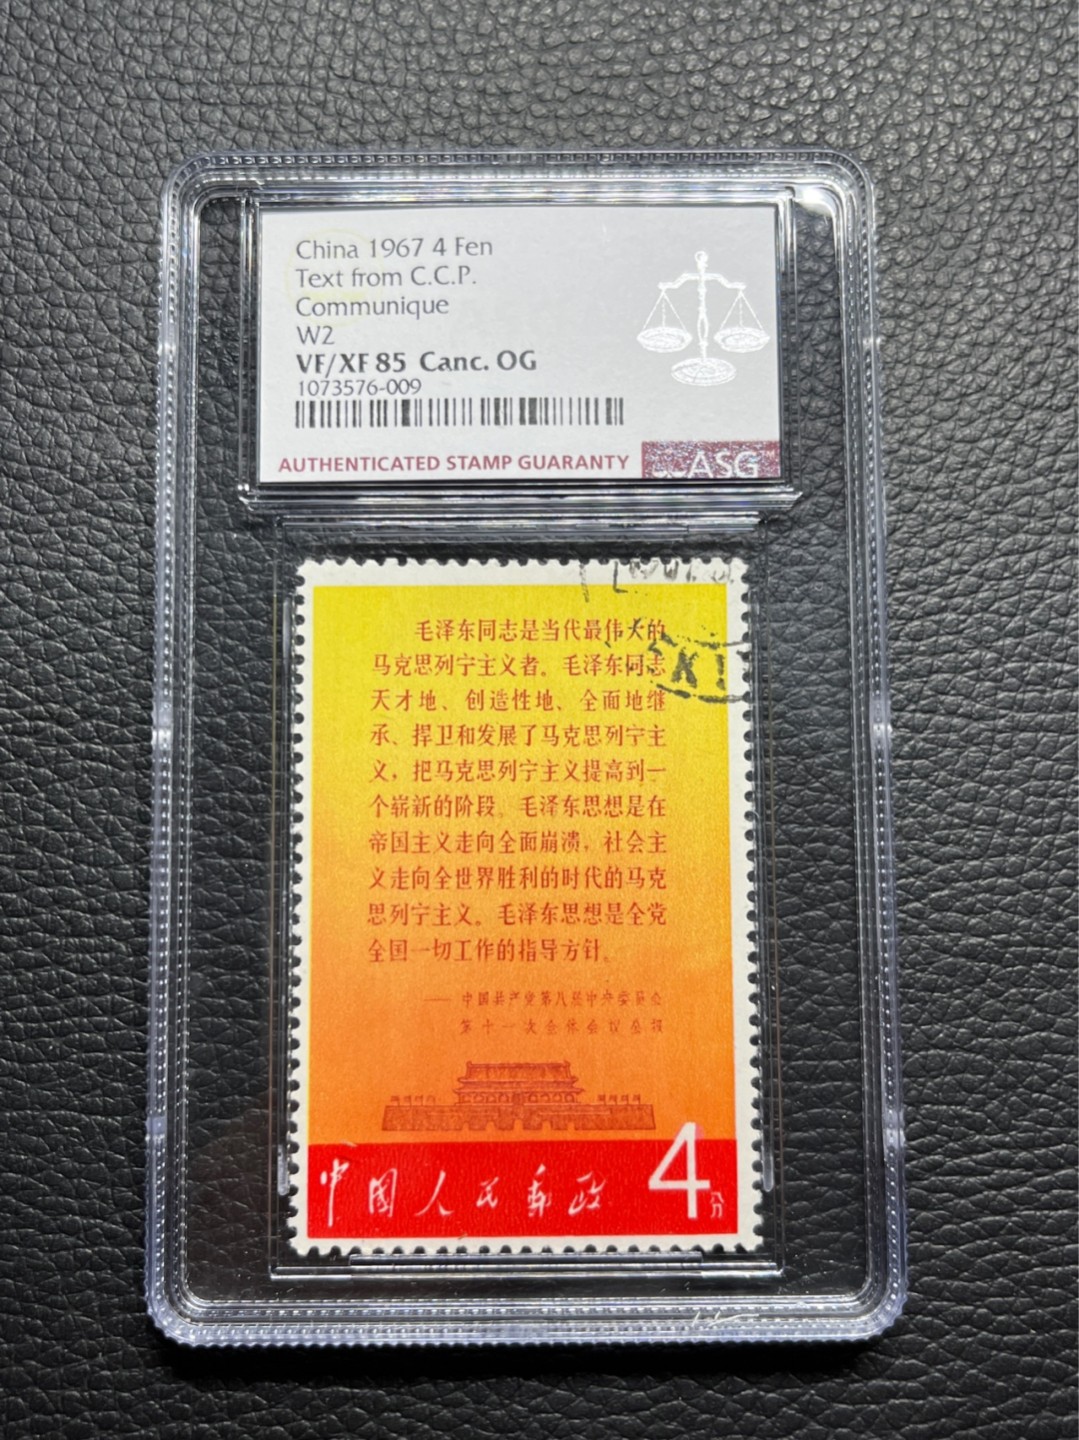 China 1967 4 Fen
Text from C.C.P.
Communique
W2
VF/XF 85 Canc. OG
1073576-009
AUTHENTICATED STAMP GUARANTY
ASG
毛泽东同志是当代最伟大的
马克思列宁主义者。毛泽东同志
天才地、创造性地、全面地继
承、捍卫和发展了马克思列宁主
义，把马克思列宁主义提高到一
个崭新的阶段。毛泽东思想是在
帝国主义走向全面崩溃，社会主
义走向全世界胜利的时代的马克
思列宁主义。毛泽东思想是全党
全国一切工作的指导方针。
——中国共产党第八届中央委员会
第十一次全体会议公报
中国人民邮政
4分